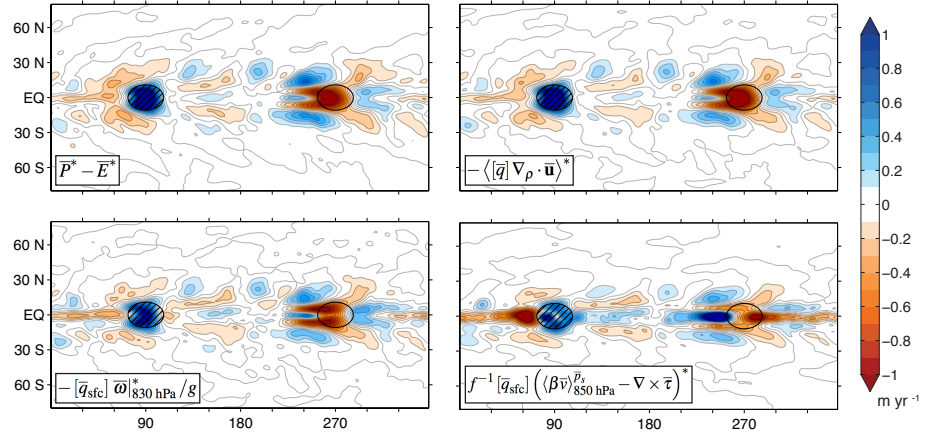 60 N
30 N
EQ
30 S
60 S
P̅* − E̅*
− ⟨[q̅] ∇ρ · u̅⟩*
60 N
30 N
EQ
30 S
60 S
− [q̅sfc] ω̅|*830 hPa /g
f⁻¹ [q̅sfc] (⟨βv̅⟩p̅s850 hPa − ∇ × τ̅)*
90 180 270
90 180 270
1
0.8
0.6
0.4
0.2
0
−0.2
−0.4
−0.6
−0.8
−1
m yr -1